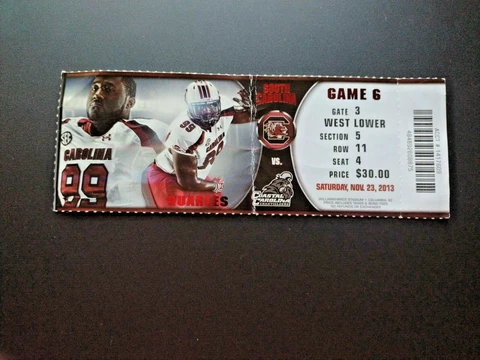 CAROLINA
99
99
QUARLES
SOUTH
CAROLINA
VS.
COASTAL
CAROLINA
GAME 6
GATE 3
WEST LOWER
SECTION 5
ROW 11
SEAT 4
PRICE $30.00
SATURDAY, NOV. 23, 2013